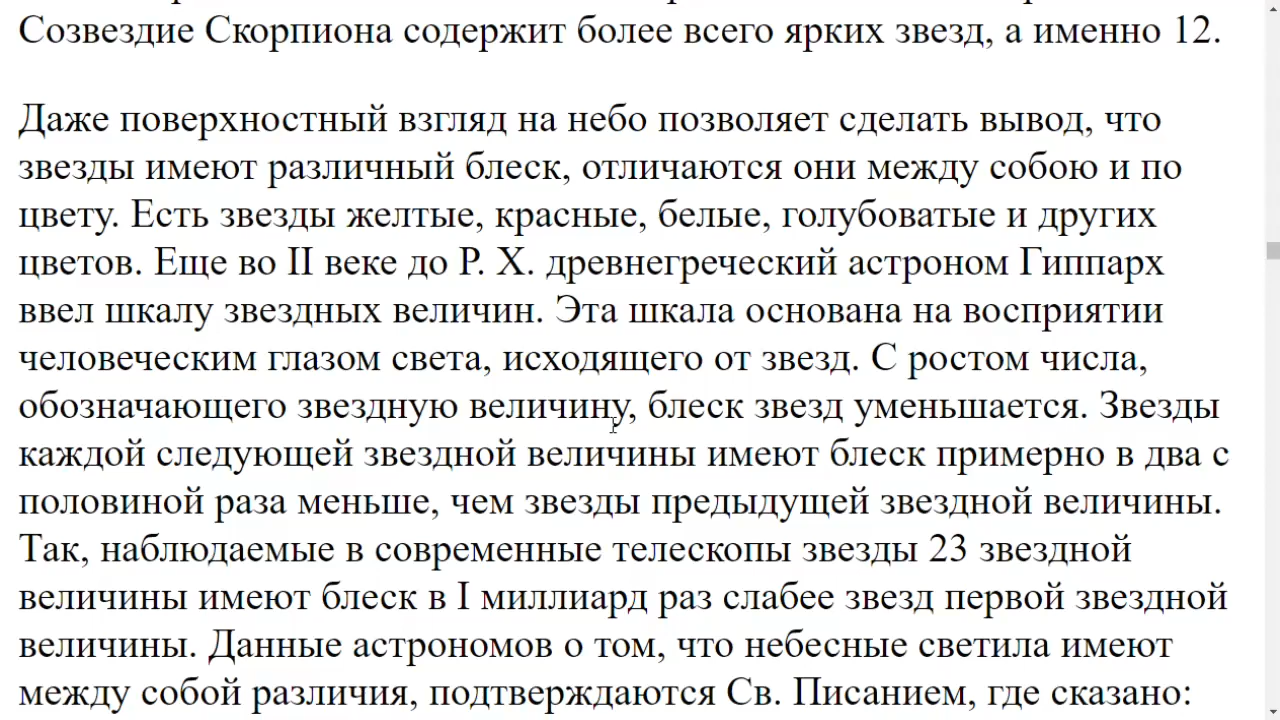 Созвездие Скорпиона содержит более всего ярких звезд, а именно 12.
Даже поверхностный взгляд на небо позволяет сделать вывод, что
звезды имеют различный блеск, отличаются они между собою и по
цвету. Есть звезды желтые, красные, белые, голубоватые и других
цветов. Еще во II веке до Р. Х. древнегреческий астроном Гиппарх
ввел шкалу звездных величин. Эта шкала основана на восприятии
человеческим глазом света, исходящего от звезд. С ростом числа,
обозначающего звездную величину, блеск звезд уменьшается. Звезды
каждой следующей звездной величины имеют блеск примерно в два с
половиной раза меньше, чем звезды предыдущей звездной величины.
Так, наблюдаемые в современные телескопы звезды 23 звездной
величины имеют блеск в I миллиард раз слабее звезд первой звездной
величины. Данные астрономов о том, что небесные светила имеют
между собой различия, подтверждаются Св. Писанием, где сказано: